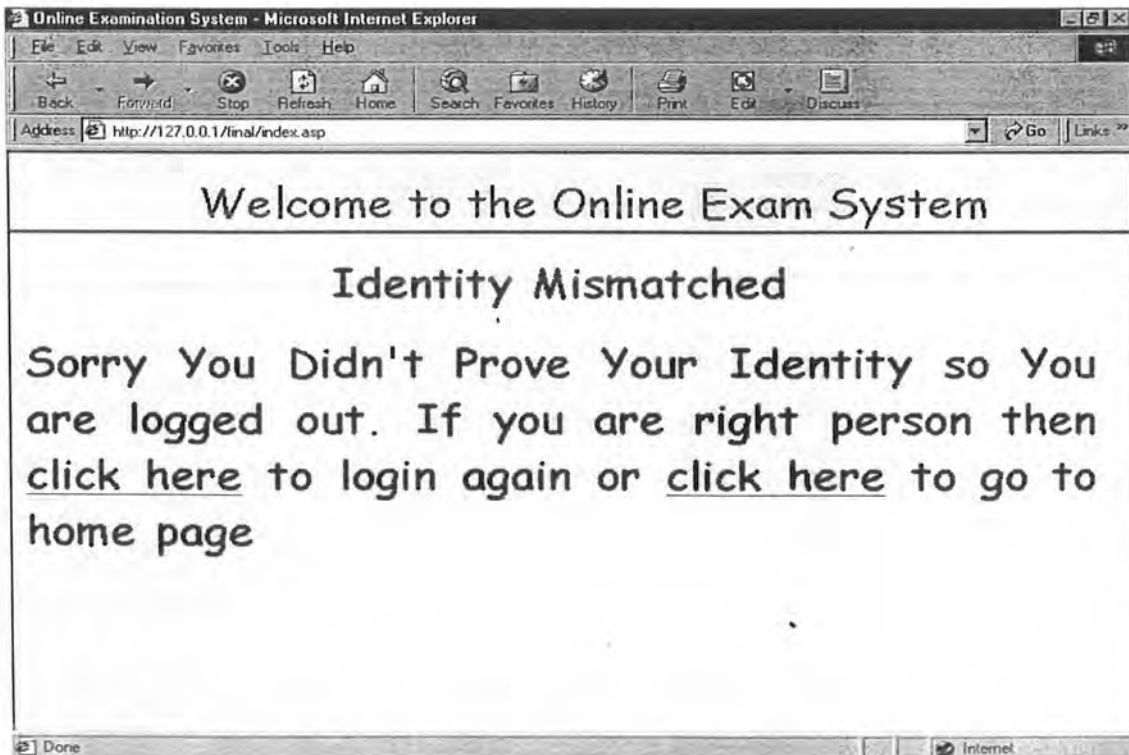 Online Examination System - Microsoft Internet Explorer
File Edit View Favorites Tools Help
Back Forward Stop Refresh Home Search Favorites History Print Edit Discuss
Address http://127.0.0.1/final/index.asp Go Links »
Welcome to the Online Exam System
Identity Mismatched
Sorry You Didn't Prove Your Identity so You
are logged out. If you are right person then
click here to login again or click here to go to
home page
Done Internet